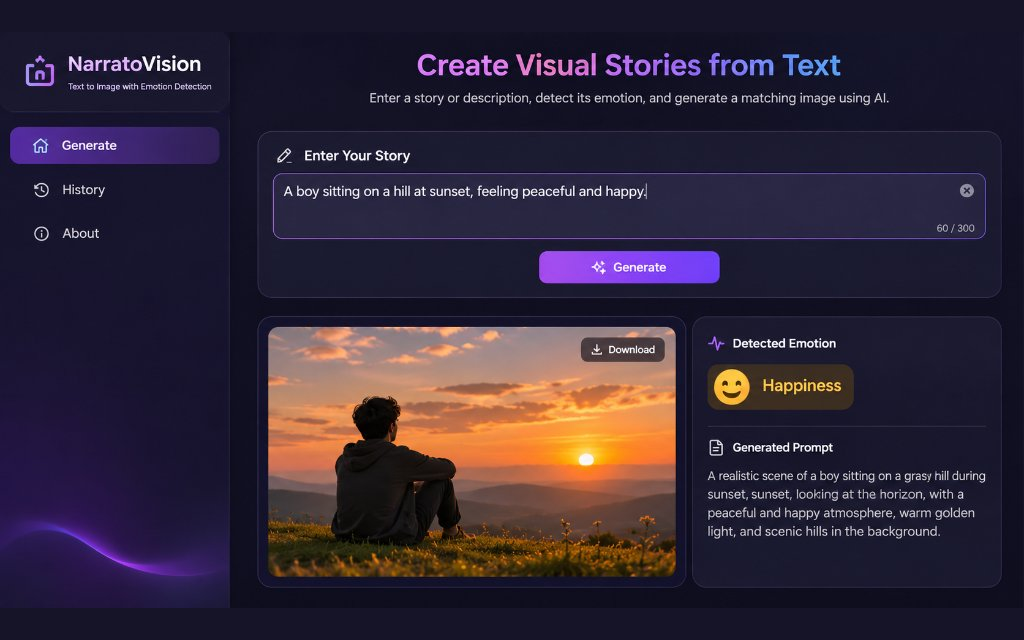 NarratoVision
Text to Image with Emotion Detection
Generate
History
About
Create Visual Stories from Text
Enter a story or description, detect its emotion, and generate a matching image using AI.
Enter Your Story
A boy sitting on a hill at sunset, feeling peaceful and happy.
60 / 300
Generate
Download
Detected Emotion
Happiness
Generated Prompt
A realistic scene of a boy sitting on a grasy hill during
sunset, sunset, looking at the horizon, with a
peaceful and happy atmosphere, warm golden
light, and scenic hills in the background.